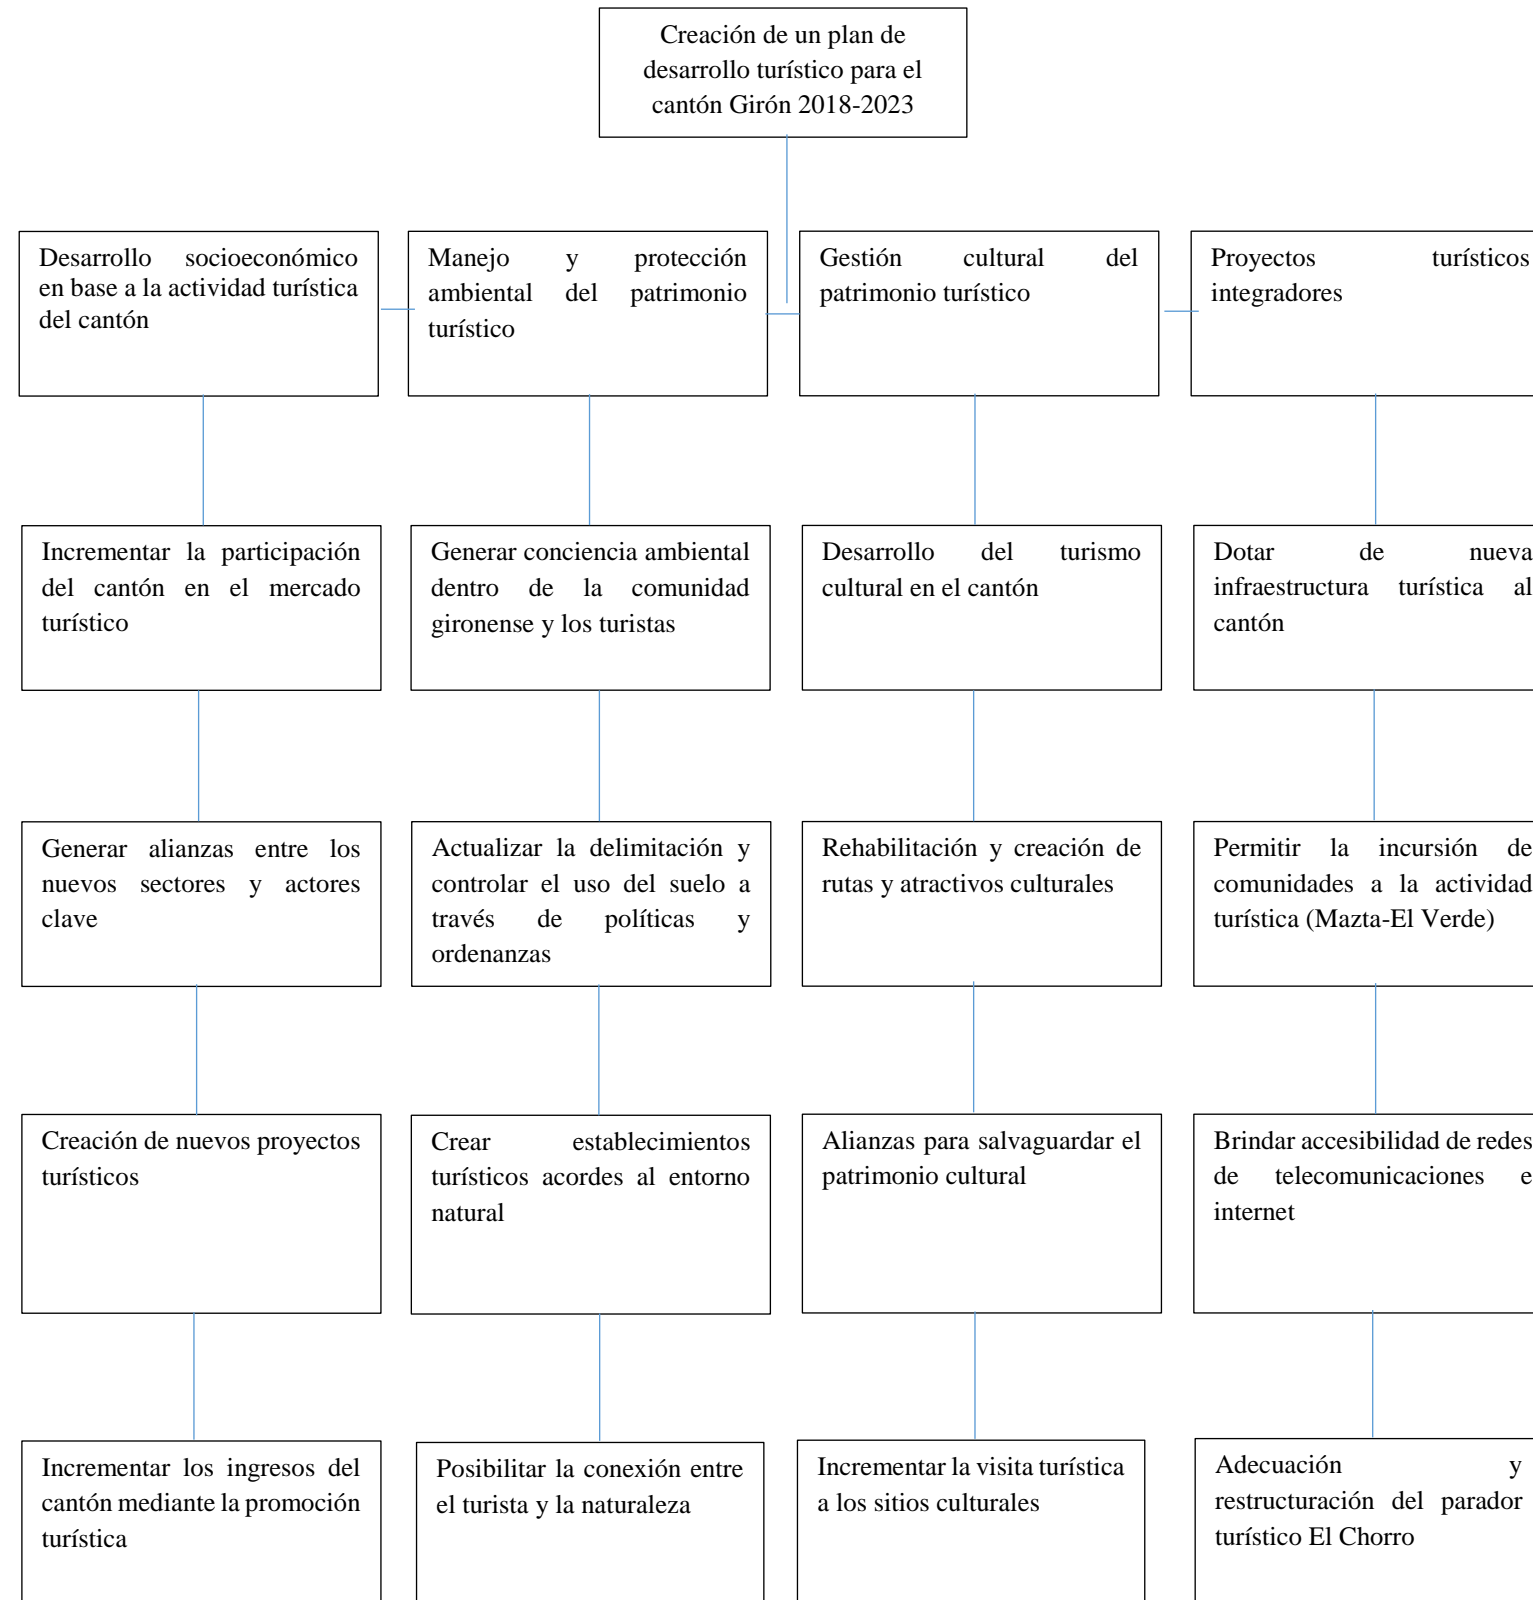 Creación de un plan de
desarrollo turístico para el
cantón Girón 2018-2023
Desarrollo socioeconómico
en base a la actividad turística
del cantón
Manejo y protección
ambiental del patrimonio
turístico
Gestión cultural del
patrimonio turístico
Proyectos turísticos
integradores
Incrementar la participación
del cantón en el mercado
turístico
Generar conciencia ambiental
dentro de la comunidad
gironense y los turistas
Desarrollo del turismo
cultural en el cantón
Dotar de nueva
infraestructura turística al
cantón
Generar alianzas entre los
nuevos sectores y actores
clave
Actualizar la delimitación y
controlar el uso del suelo a
través de políticas y
ordenanzas
Rehabilitación y creación de
rutas y atractivos culturales
Permitir la incursión de
comunidades a la actividad
turística (Mazta-El Verde)
Creación de nuevos proyectos
turísticos
Crear establecimientos
turísticos acordes al entorno
natural
Alianzas para salvaguardar el
patrimonio cultural
Brindar accesibilidad de redes
de telecomunicaciones e
internet
Incrementar los ingresos del
cantón mediante la promoción
turística
Posibilitar la conexión entre
el turista y la naturaleza
Incrementar la visita turística
a los sitios culturales
Adecuación y
restructuración del parador
turístico El Chorro